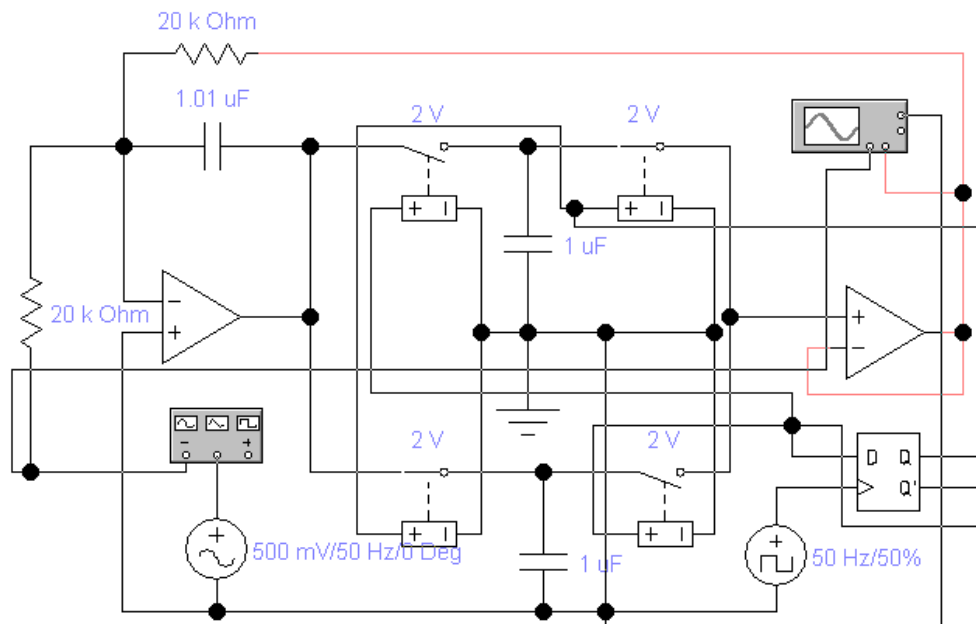 20 k Ohm
1.01 uF
2 V
2 V
+ I
+ I
1 uF
20 k Ohm
−
+
+
−
− +
2 V
2 V
D Q
Q'
+ I
+ I
+
500 mV/50 Hz/0 Deg
1 uF
+
50 Hz/50%